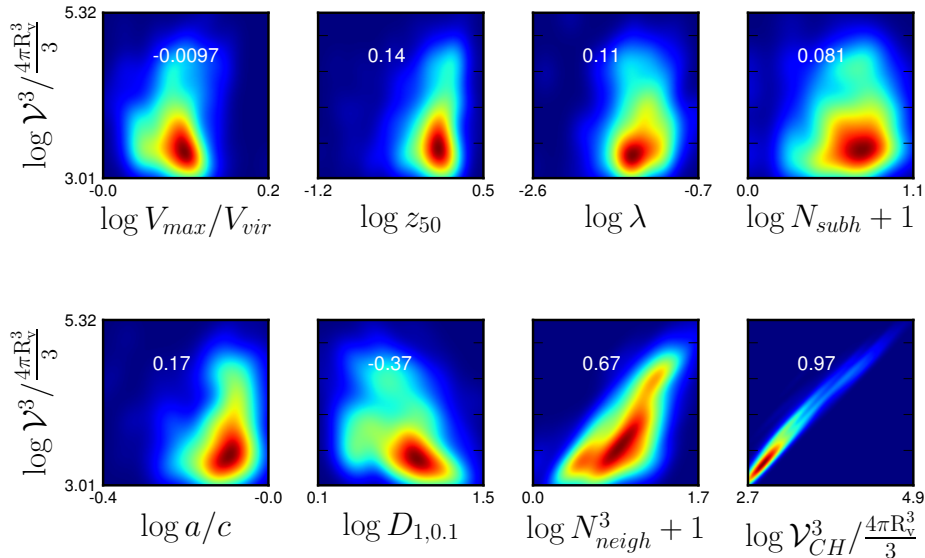 5.32
-0.0097 0.14 0.11 0.081
log 𝒱³/ 4πR_v³/3
3.01
-0.0 0.2 -1.2 0.5 -2.6 -0.7 0.0 1.1
log V_max/V_vir log z_50 log λ log N_subh + 1
5.32
0.17 -0.37 0.67 0.97
log 𝒱³/ 4πR_v³/3
3.01
-0.4 -0.0 0.1 1.5 0.0 1.7 2.7 4.9
log a/c log D_1,0.1 log N³_neigh + 1 log 𝒱³_CH/ 4πR_v³/3